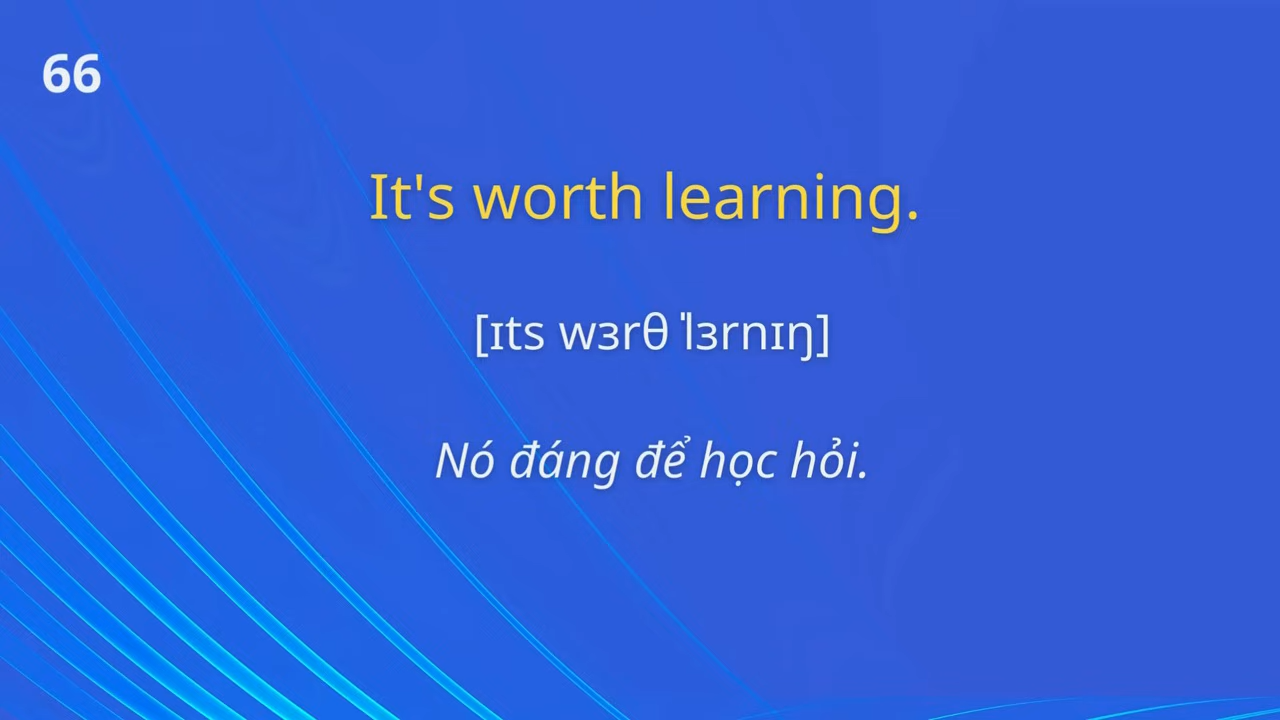 66
It's worth learning.
[ɪts wɜrθ ˈlɜrnɪŋ]
Nó đáng để học hỏi.